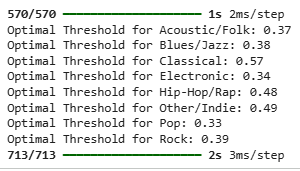 570/570 ━━━━━━━━━━━━━━━━━━━━ 1s 2ms/step
Optimal Threshold for Acoustic/Folk: 0.37
Optimal Threshold for Blues/Jazz: 0.38
Optimal Threshold for Classical: 0.57
Optimal Threshold for Electronic: 0.34
Optimal Threshold for Hip-Hop/Rap: 0.48
Optimal Threshold for Other/Indie: 0.49
Optimal Threshold for Pop: 0.33
Optimal Threshold for Rock: 0.39
713/713 ━━━━━━━━━━━━━━━━━━━━ 2s 3ms/step